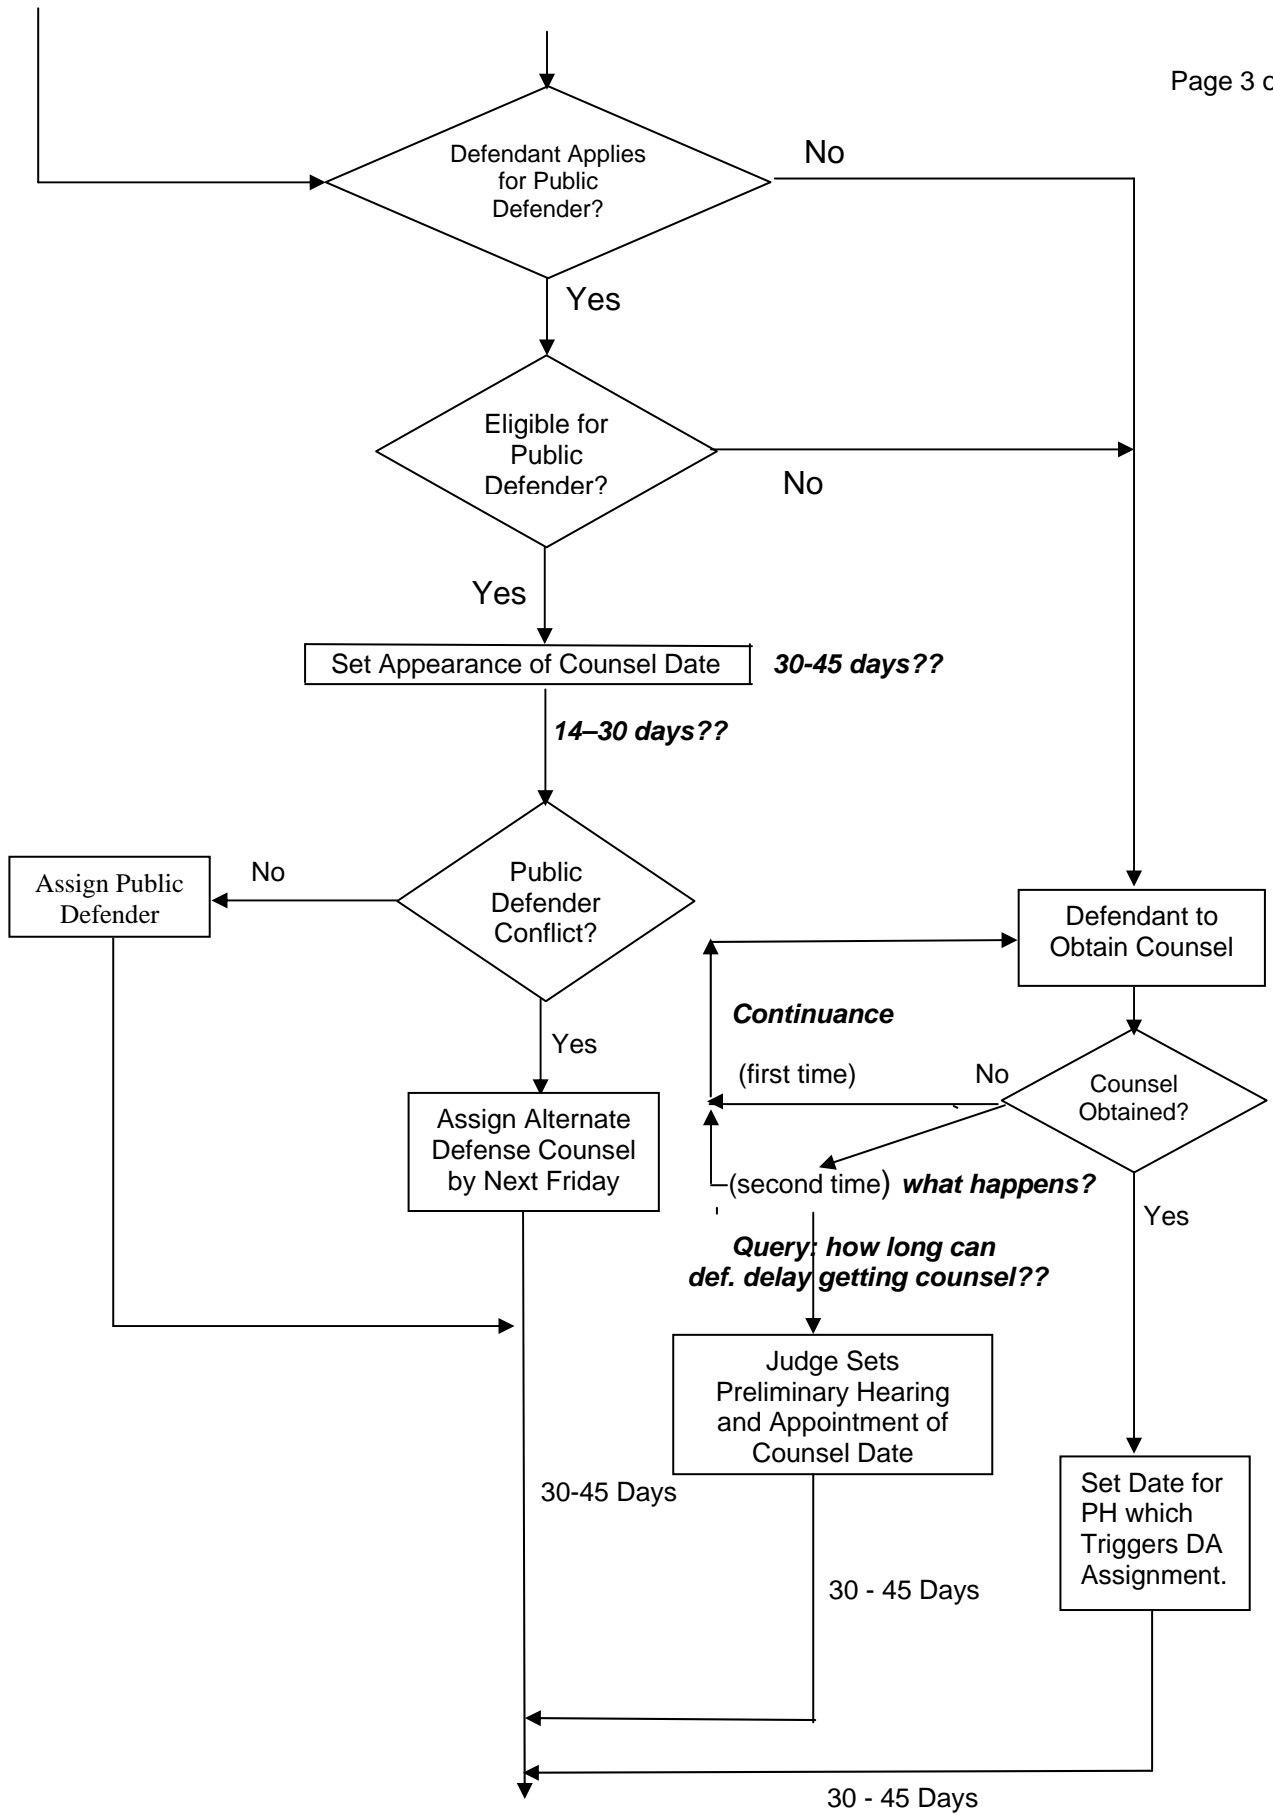 Page 3 o
Defendant Applies
for Public
Defender?
No
Yes
Eligible for
Public
Defender?
No
Yes
Set Appearance of Counsel Date
30-45 days??
14–30 days??
Public
Defender
Conflict?
No
Assign Public
Defender
Yes
Assign Alternate
Defense Counsel
by Next Friday
Defendant to
Obtain Counsel
Continuance
(first time)
No
Counsel
Obtained?
(second time) what happens?
Yes
Query: how long can
def. delay getting counsel??
Judge Sets
Preliminary Hearing
and Appointment of
Counsel Date
Set Date for
PH which
Triggers DA
Assignment.
30-45 Days
30 - 45 Days
30 - 45 Days